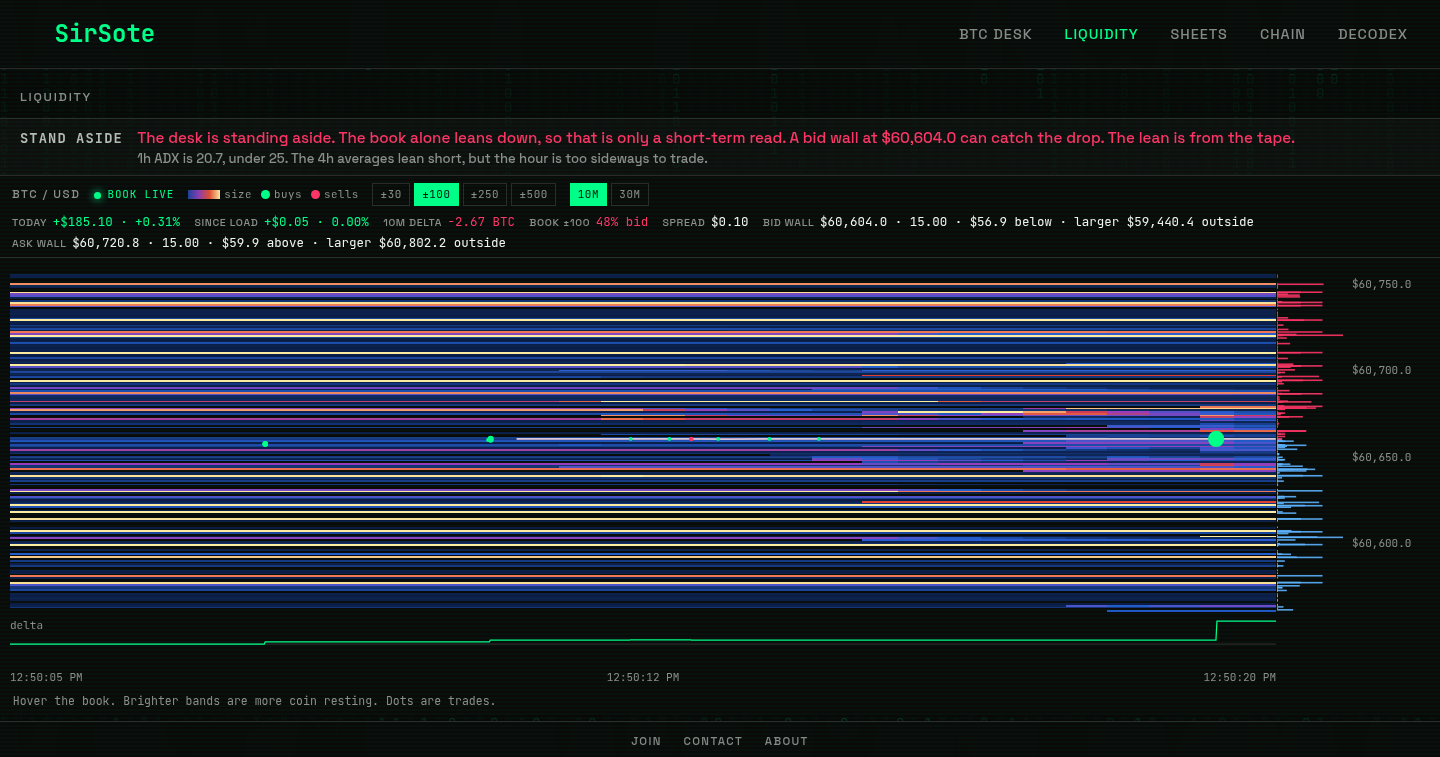 SirSote
BTC DESK LIQUIDITY SHEETS CHAIN DECODEX
LIQUIDITY
STAND ASIDE The desk is standing aside. The book alone leans down, so that is only a short-term read. A bid wall at $60,604.0 can catch the drop. The lean is from the tape.
1h ADX is 20.7, under 25. The 4h averages lean short, but the hour is too sideways to trade.
BTC / USD BOOK LIVE size buys sells ±30 ±100 ±250 ±500 10M 30M
TODAY +$185.10 · +0.31% SINCE LOAD +$0.05 · 0.00% 10M DELTA -2.67 BTC BOOK ±100 48% bid SPREAD $0.10 BID WALL $60,604.0 · 15.00 · $56.9 below · larger $59,440.4 outside
ASK WALL $60,720.8 · 15.00 · $59.9 above · larger $60,802.2 outside
$60,750.0
$60,700.0
$60,650.0
$60,600.0
delta
12:50:05 PM 12:50:12 PM 12:50:20 PM
Hover the book. Brighter bands are more coin resting. Dots are trades.
JOIN CONTACT ABOUT